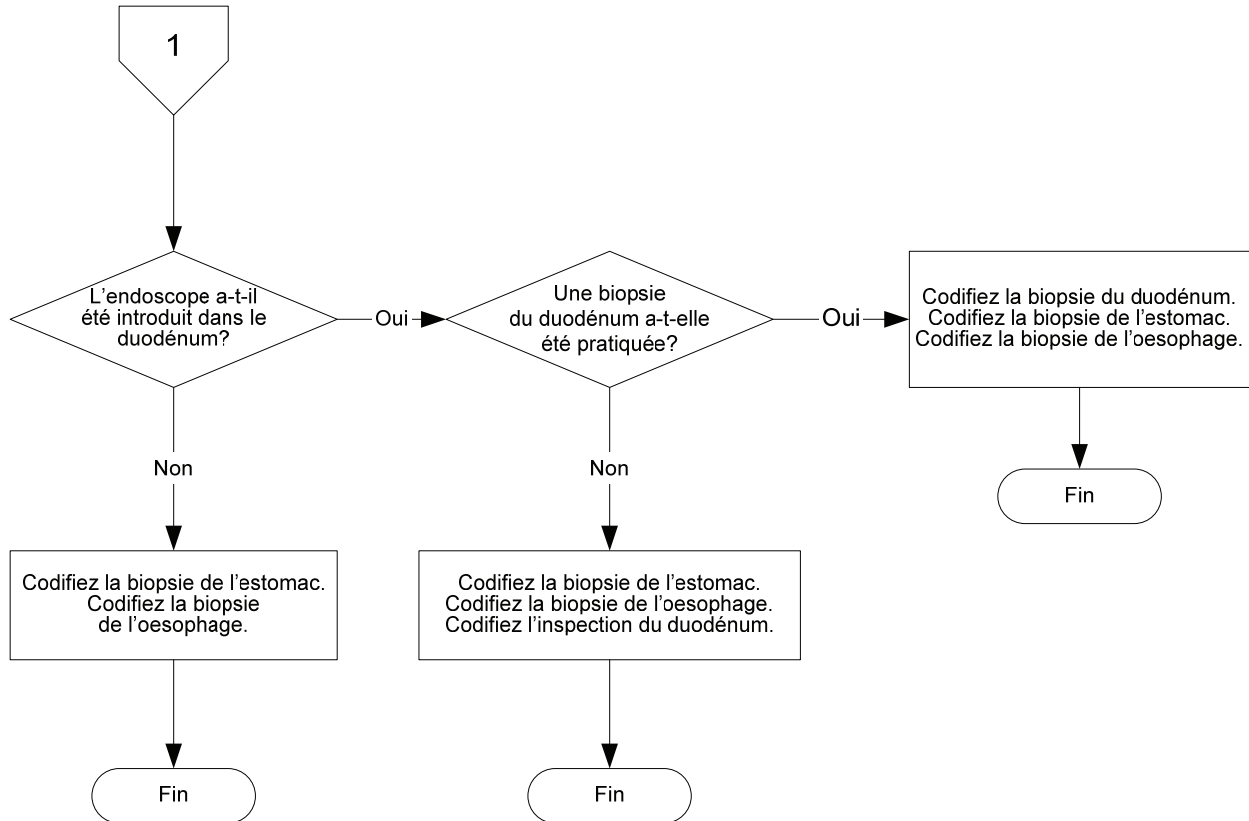 1
L'endoscope a-t-il
été introduit dans le
duodénum?
Oui
Une biopsie
du duodénum a-t-elle
été pratiquée?
Oui
Codifiez la biopsie du duodénum.
Codifiez la biopsie de l'estomac.
Codifiez la biopsie de l'oesophage.
Non
Non
Fin
Codifiez la biopsie de l'estomac.
Codifiez la biopsie
de l'oesophage.
Codifiez la biopsie de l'estomac.
Codifiez la biopsie de l'oesophage.
Codifiez l'inspection du duodénum.
Fin
Fin